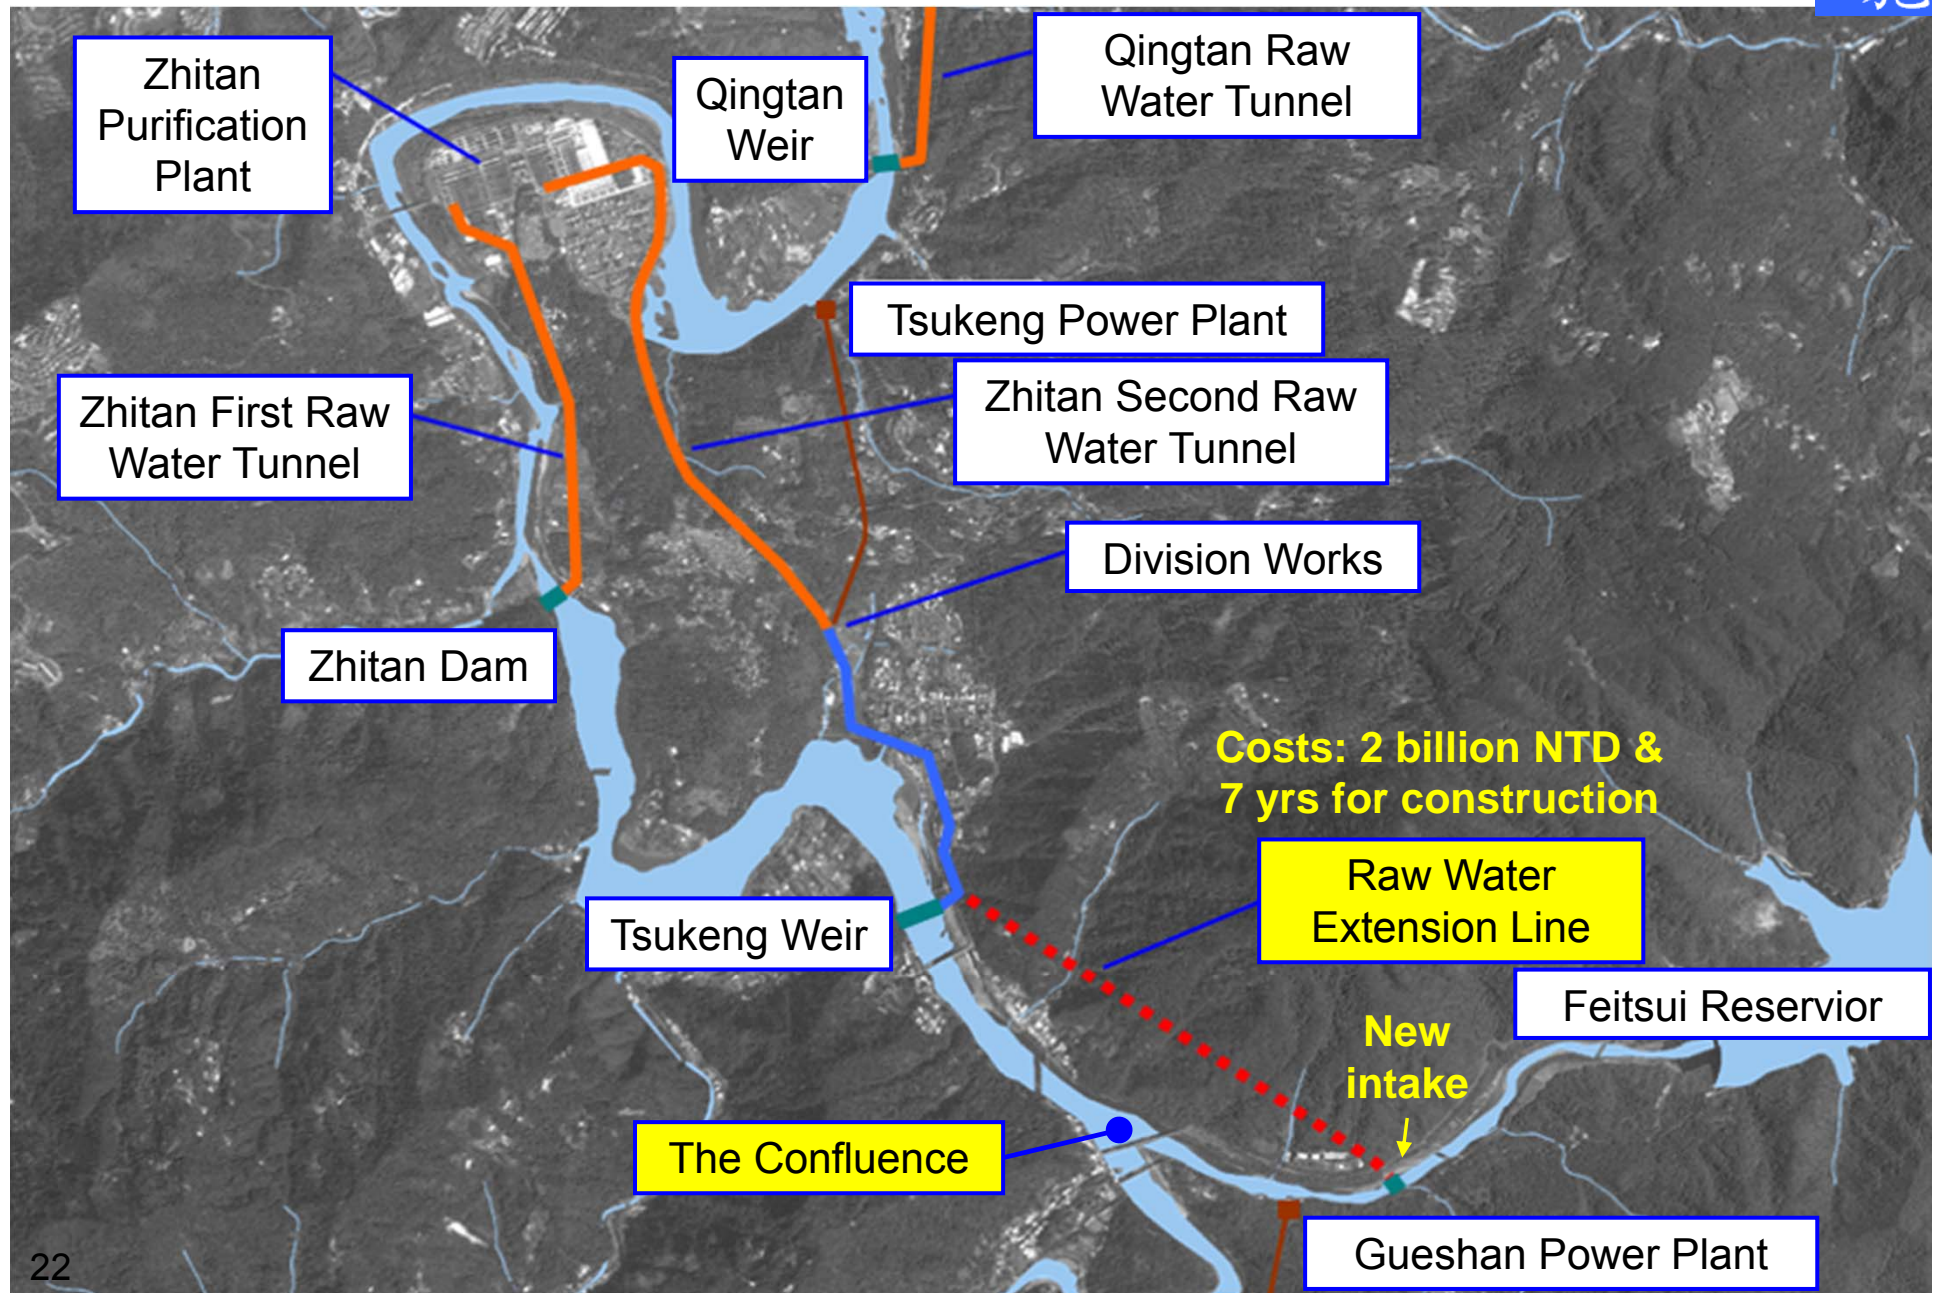 Zhitan
Purification
Plant
Qingtan
Weir
Qingtan Raw
Water Tunnel
Tsukeng Power Plant
Zhitan First Raw
Water Tunnel
Zhitan Second Raw
Water Tunnel
Division Works
Zhitan Dam
Costs: 2 billion NTD &
7 yrs for construction
Raw Water
Extension Line
Tsukeng Weir
Feitsui Reservior
New
intake
The Confluence
Gueshan Power Plant
22